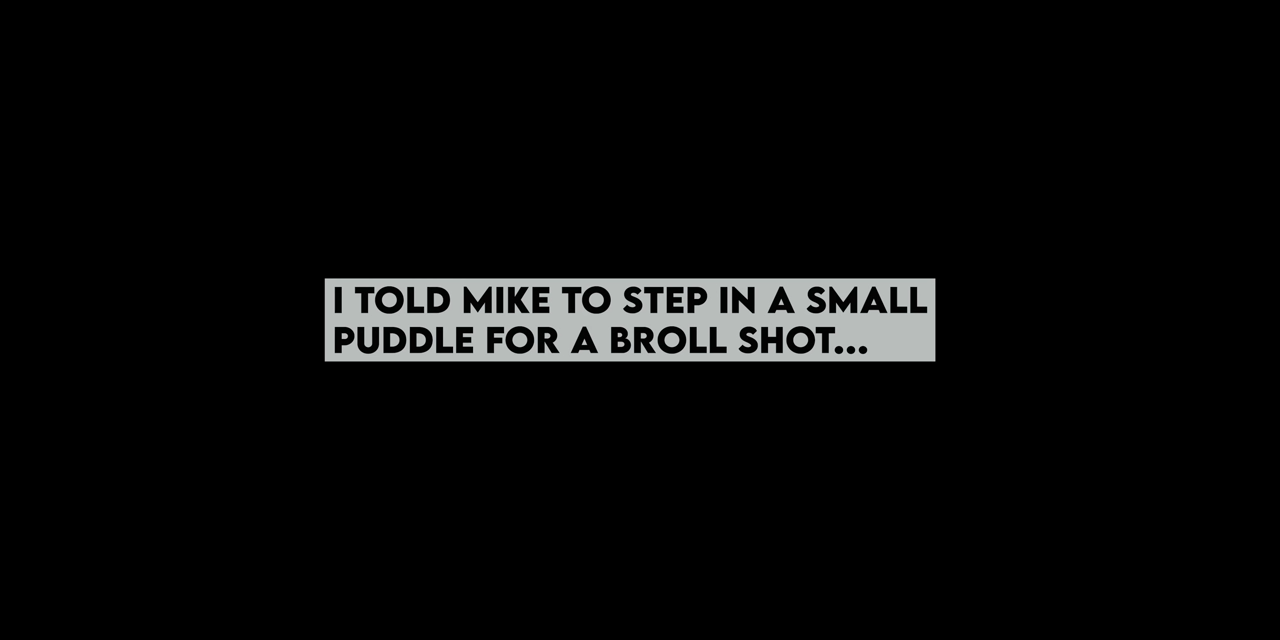 I TOLD MIKE TO STEP IN A SMALL
PUDDLE FOR A BROLL SHOT...